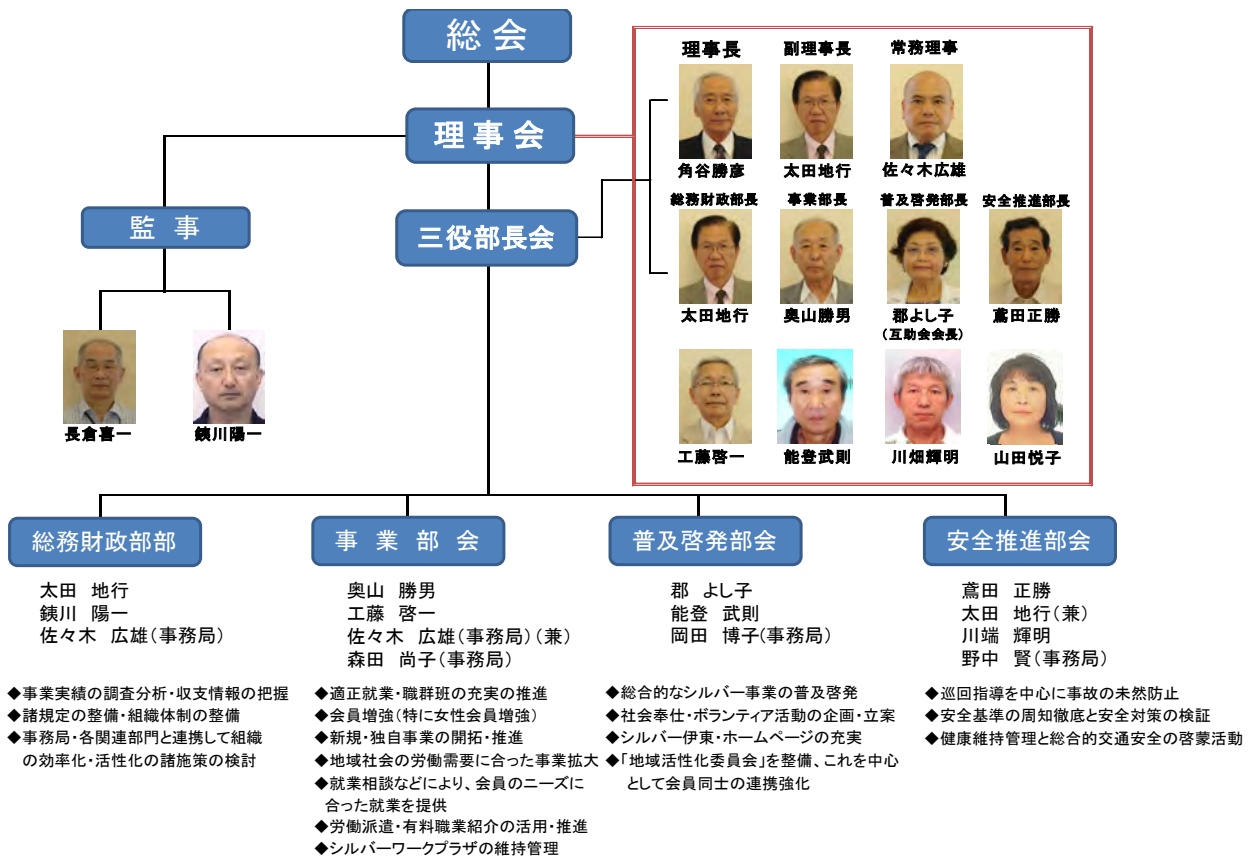 総会
理事会
三役部長会
監 事
長倉喜一
銕川陽一
理事長 副理事長 常務理事
角谷勝彦 太田地行 佐々木広雄
総務財政部長 事業部長 普及啓発部長 安全推進部長
太田地行 奥山勝男 郡よし子 鳶田正勝
(互助会会長)
工藤啓一 能登武則 川畑輝明 山田悦子
総務財政部部
太田 地行
銕川 陽一
佐々木 広雄(事務局)
◆事業実績の調査分析・収支情報の把握
◆諸規定の整備・組織体制の整備
◆事務局・各関連部門と連携して組織
の効率化・活性化の諸施策の検討
事 業 部 会
奥山 勝男
工藤 啓一
佐々木 広雄(事務局)(兼)
森田 尚子(事務局)
◆適正就業・職群班の充実の推進
◆会員増強(特に女性会員増強)
◆新規・独自事業の開拓・推進
◆地域社会の労働需要に合った事業拡大
◆就業相談などにより、会員のニーズに
合った就業を提供
◆労働派遣・有料職業紹介の活用・推進
◆シルバーワークプラザの維持管理
普及啓発部会
郡 よし子
能登 武則
岡田 博子(事務局)
◆総合的なシルバー事業の普及啓発
◆社会奉仕・ボランティア活動の企画・立案
◆シルバー伊東・ホームページの充実
◆「地域活性化委員会」を整備、これを中心
として会員同士の連携強化
安全推進部会
鳶田 正勝
太田 地行(兼)
川端 輝明
野中 賢(事務局)
◆巡回指導を中心に事故の未然防止
◆安全基準の周知徹底と安全対策の検証
◆健康維持管理と総合的交通安全の啓蒙活動